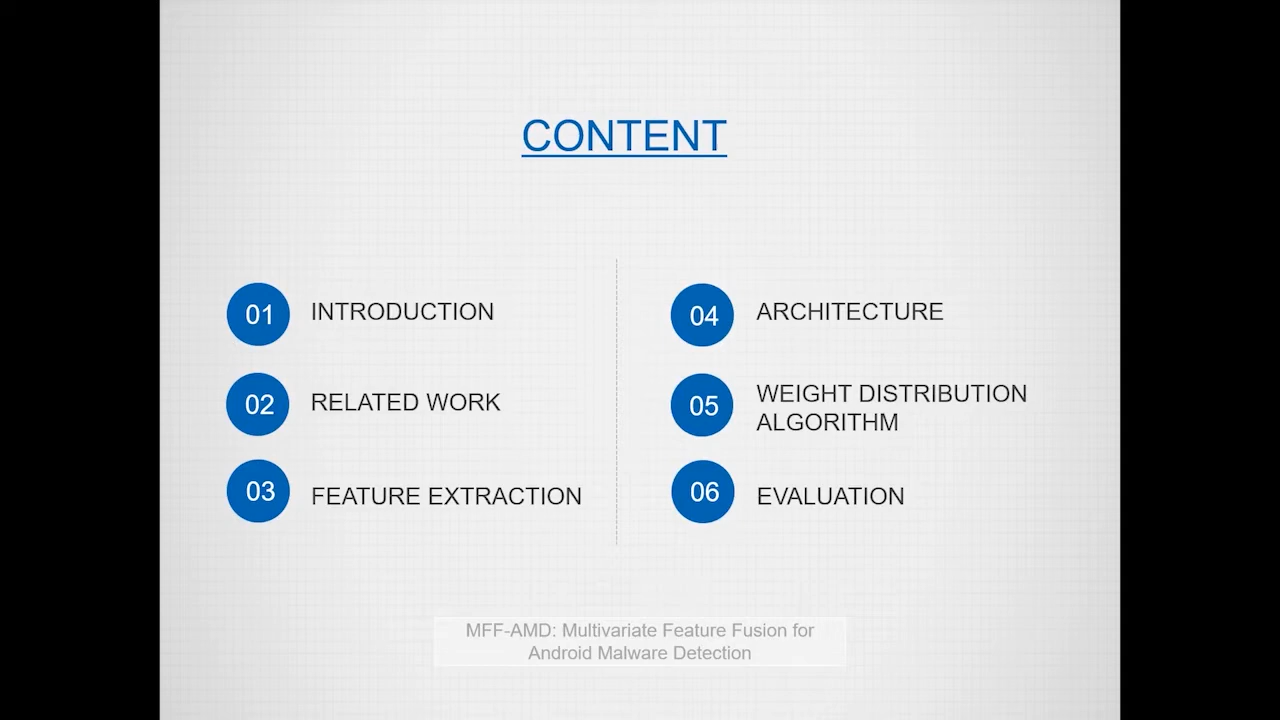 CONTENT
01 INTRODUCTION
02 RELATED WORK
03 FEATURE EXTRACTION
04 ARCHITECTURE
05 WEIGHT DISTRIBUTION
ALGORITHM
06 EVALUATION
MFF-AMD: Multivariate Feature Fusion for
Android Malware Detection